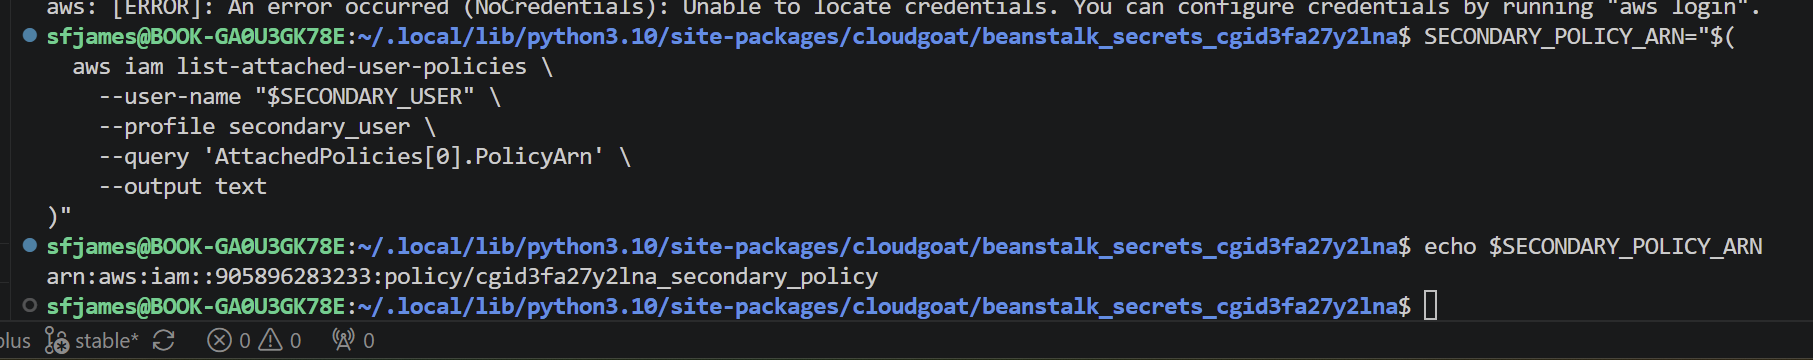 aws: [ERROR]: An error occurred (NoCredentials): Unable to locate credentials. You can configure credentials by running "aws login".
sfjames@BOOK-GA0U3GK78E:~/.local/lib/python3.10/site-packages/cloudgoat/beanstalk_secrets_cgid3fa27y2lna$ SECONDARY_POLICY_ARN="$(
  aws iam list-attached-user-policies \
    --user-name "$SECONDARY_USER" \
    --profile secondary_user \
    --query 'AttachedPolicies[0].PolicyArn' \
    --output text
)"
sfjames@BOOK-GA0U3GK78E:~/.local/lib/python3.10/site-packages/cloudgoat/beanstalk_secrets_cgid3fa27y2lna$ echo $SECONDARY_POLICY_ARN
arn:aws:iam::905896283233:policy/cgid3fa27y2lna_secondary_policy
sfjames@BOOK-GA0U3GK78E:~/.local/lib/python3.10/site-packages/cloudgoat/beanstalk_secrets_cgid3fa27y2lna$
plus stable* 0 0 0